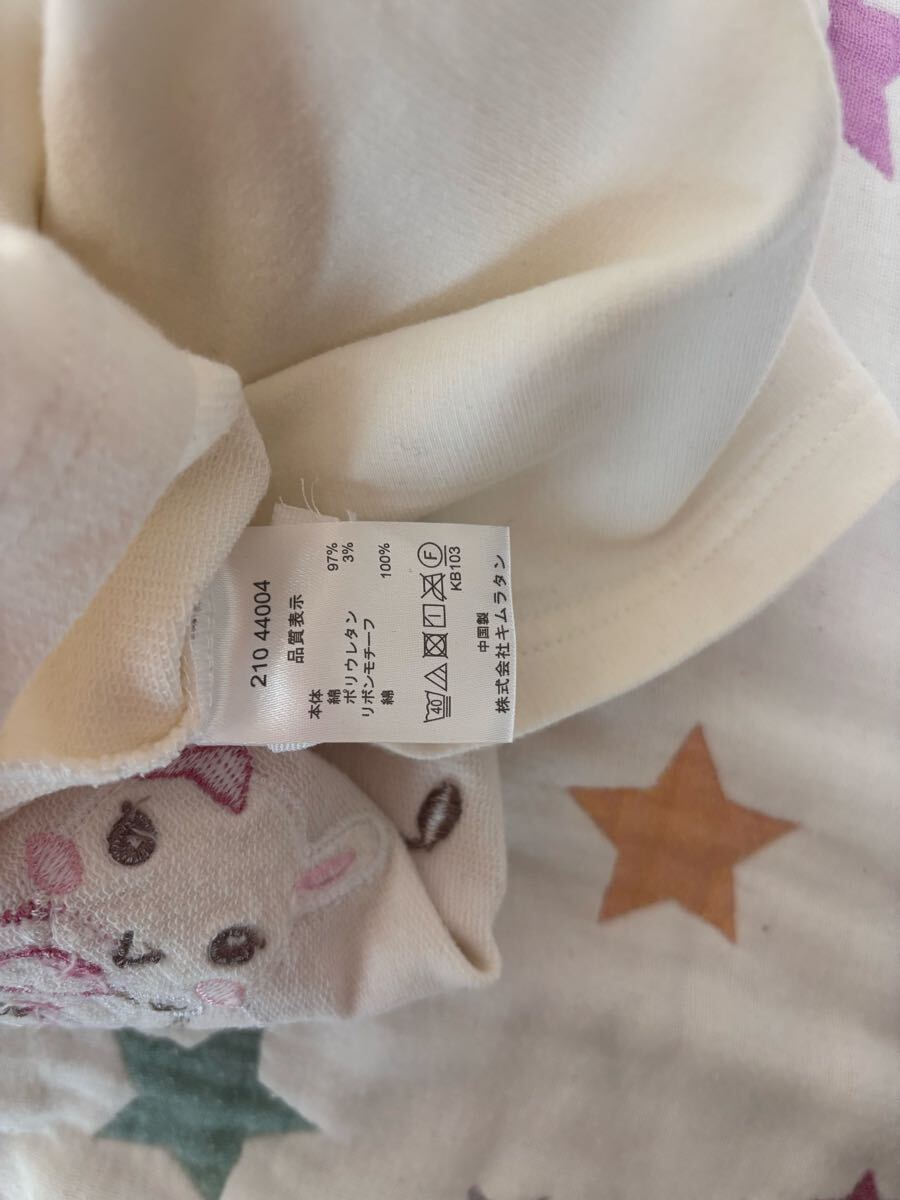 210 44004
品質表示
本体
綿 97%
ポリウレタン 3%
リボンモチーフ
綿 100%
40 1 F
KB103
中国製
株式会社キムラタン